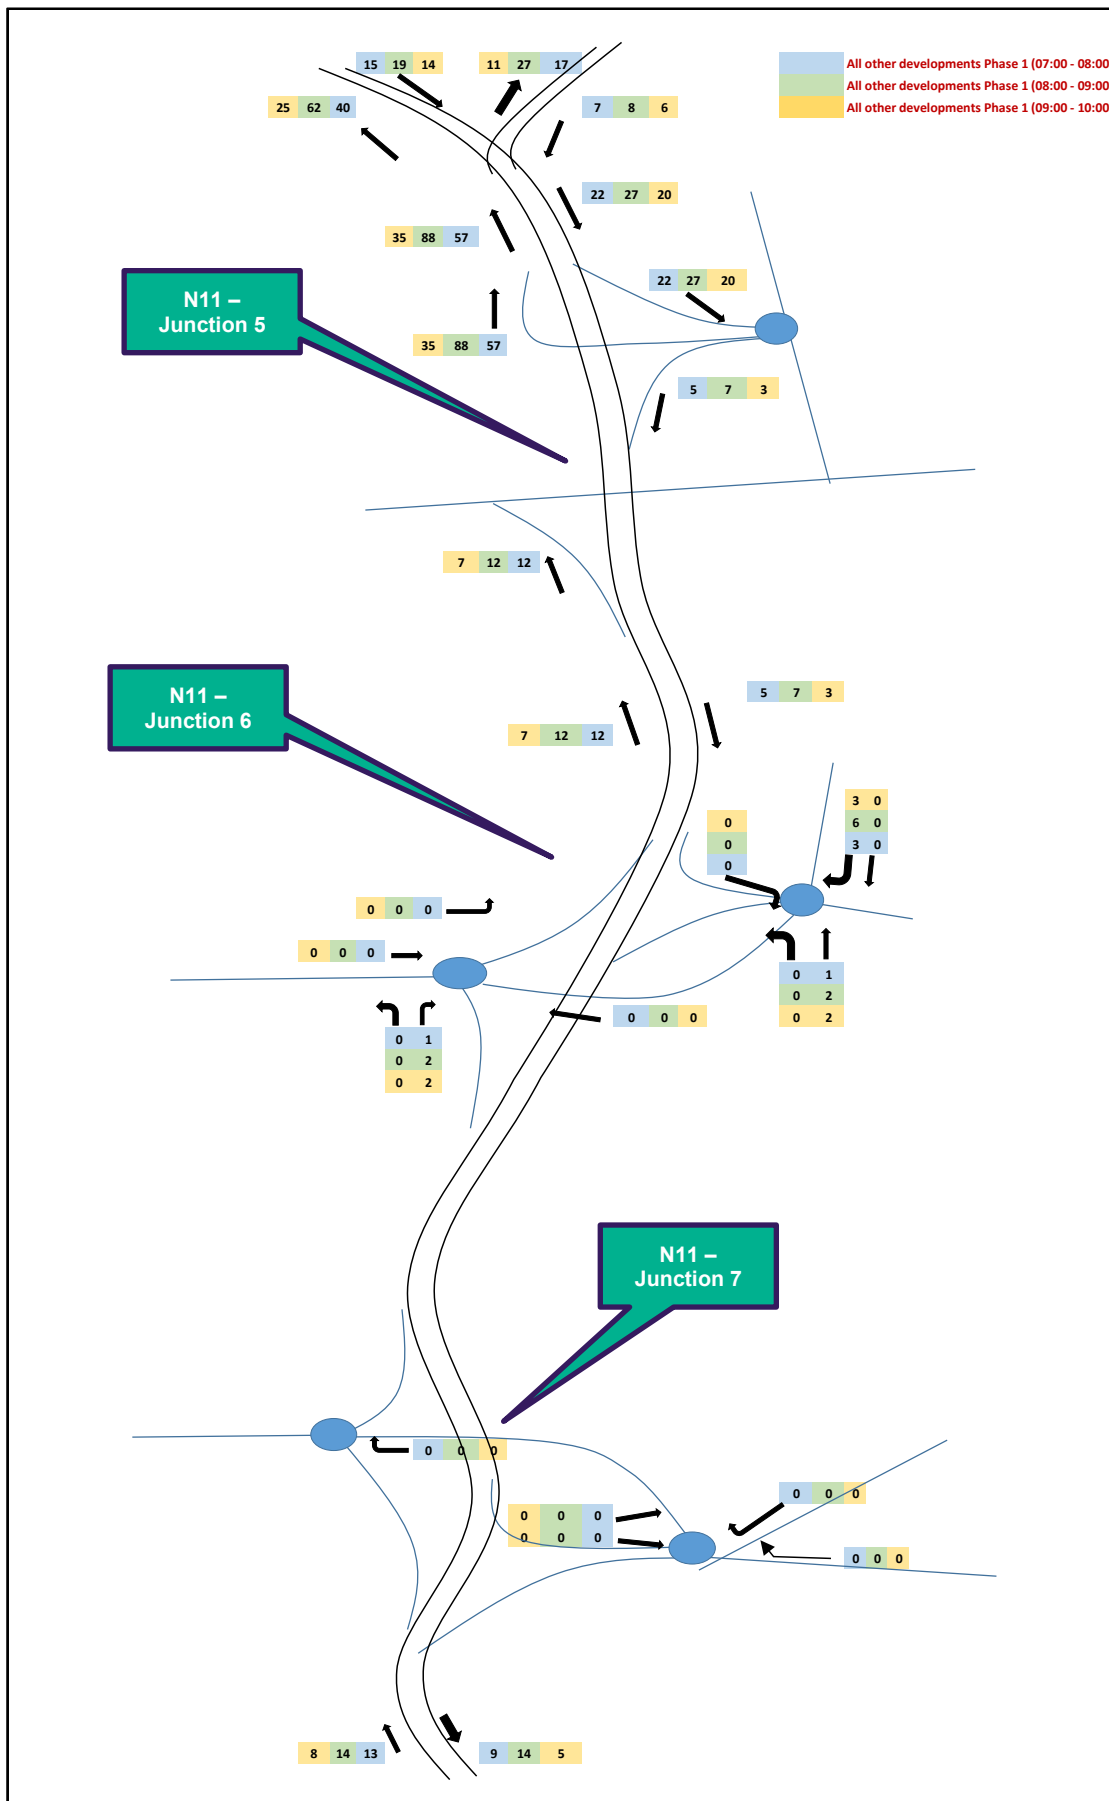 15 19 14
11 27 17
All other developments Phase 1 (07:00 - 08:00
All other developments Phase 1 (08:00 - 09:00
All other developments Phase 1 (09:00 - 10:00
25 62 40
7 8 6
22 27 20
35 88 57
22 27 20
N11 –
Junction 5
35 88 57
5 7 3
7 12 12
N11 –
Junction 6
5 7 3
7 12 12
0
0
0
3 0
6 0
3 0
0 0 0
0 0 0
0 1
0 2
0 2
0 0 0
0 1
0 2
0 2
N11 –
Junction 7
0 0 0
0 0 0
0 0 0
0 0 0
0 0 0
8 14 13
9 14 5